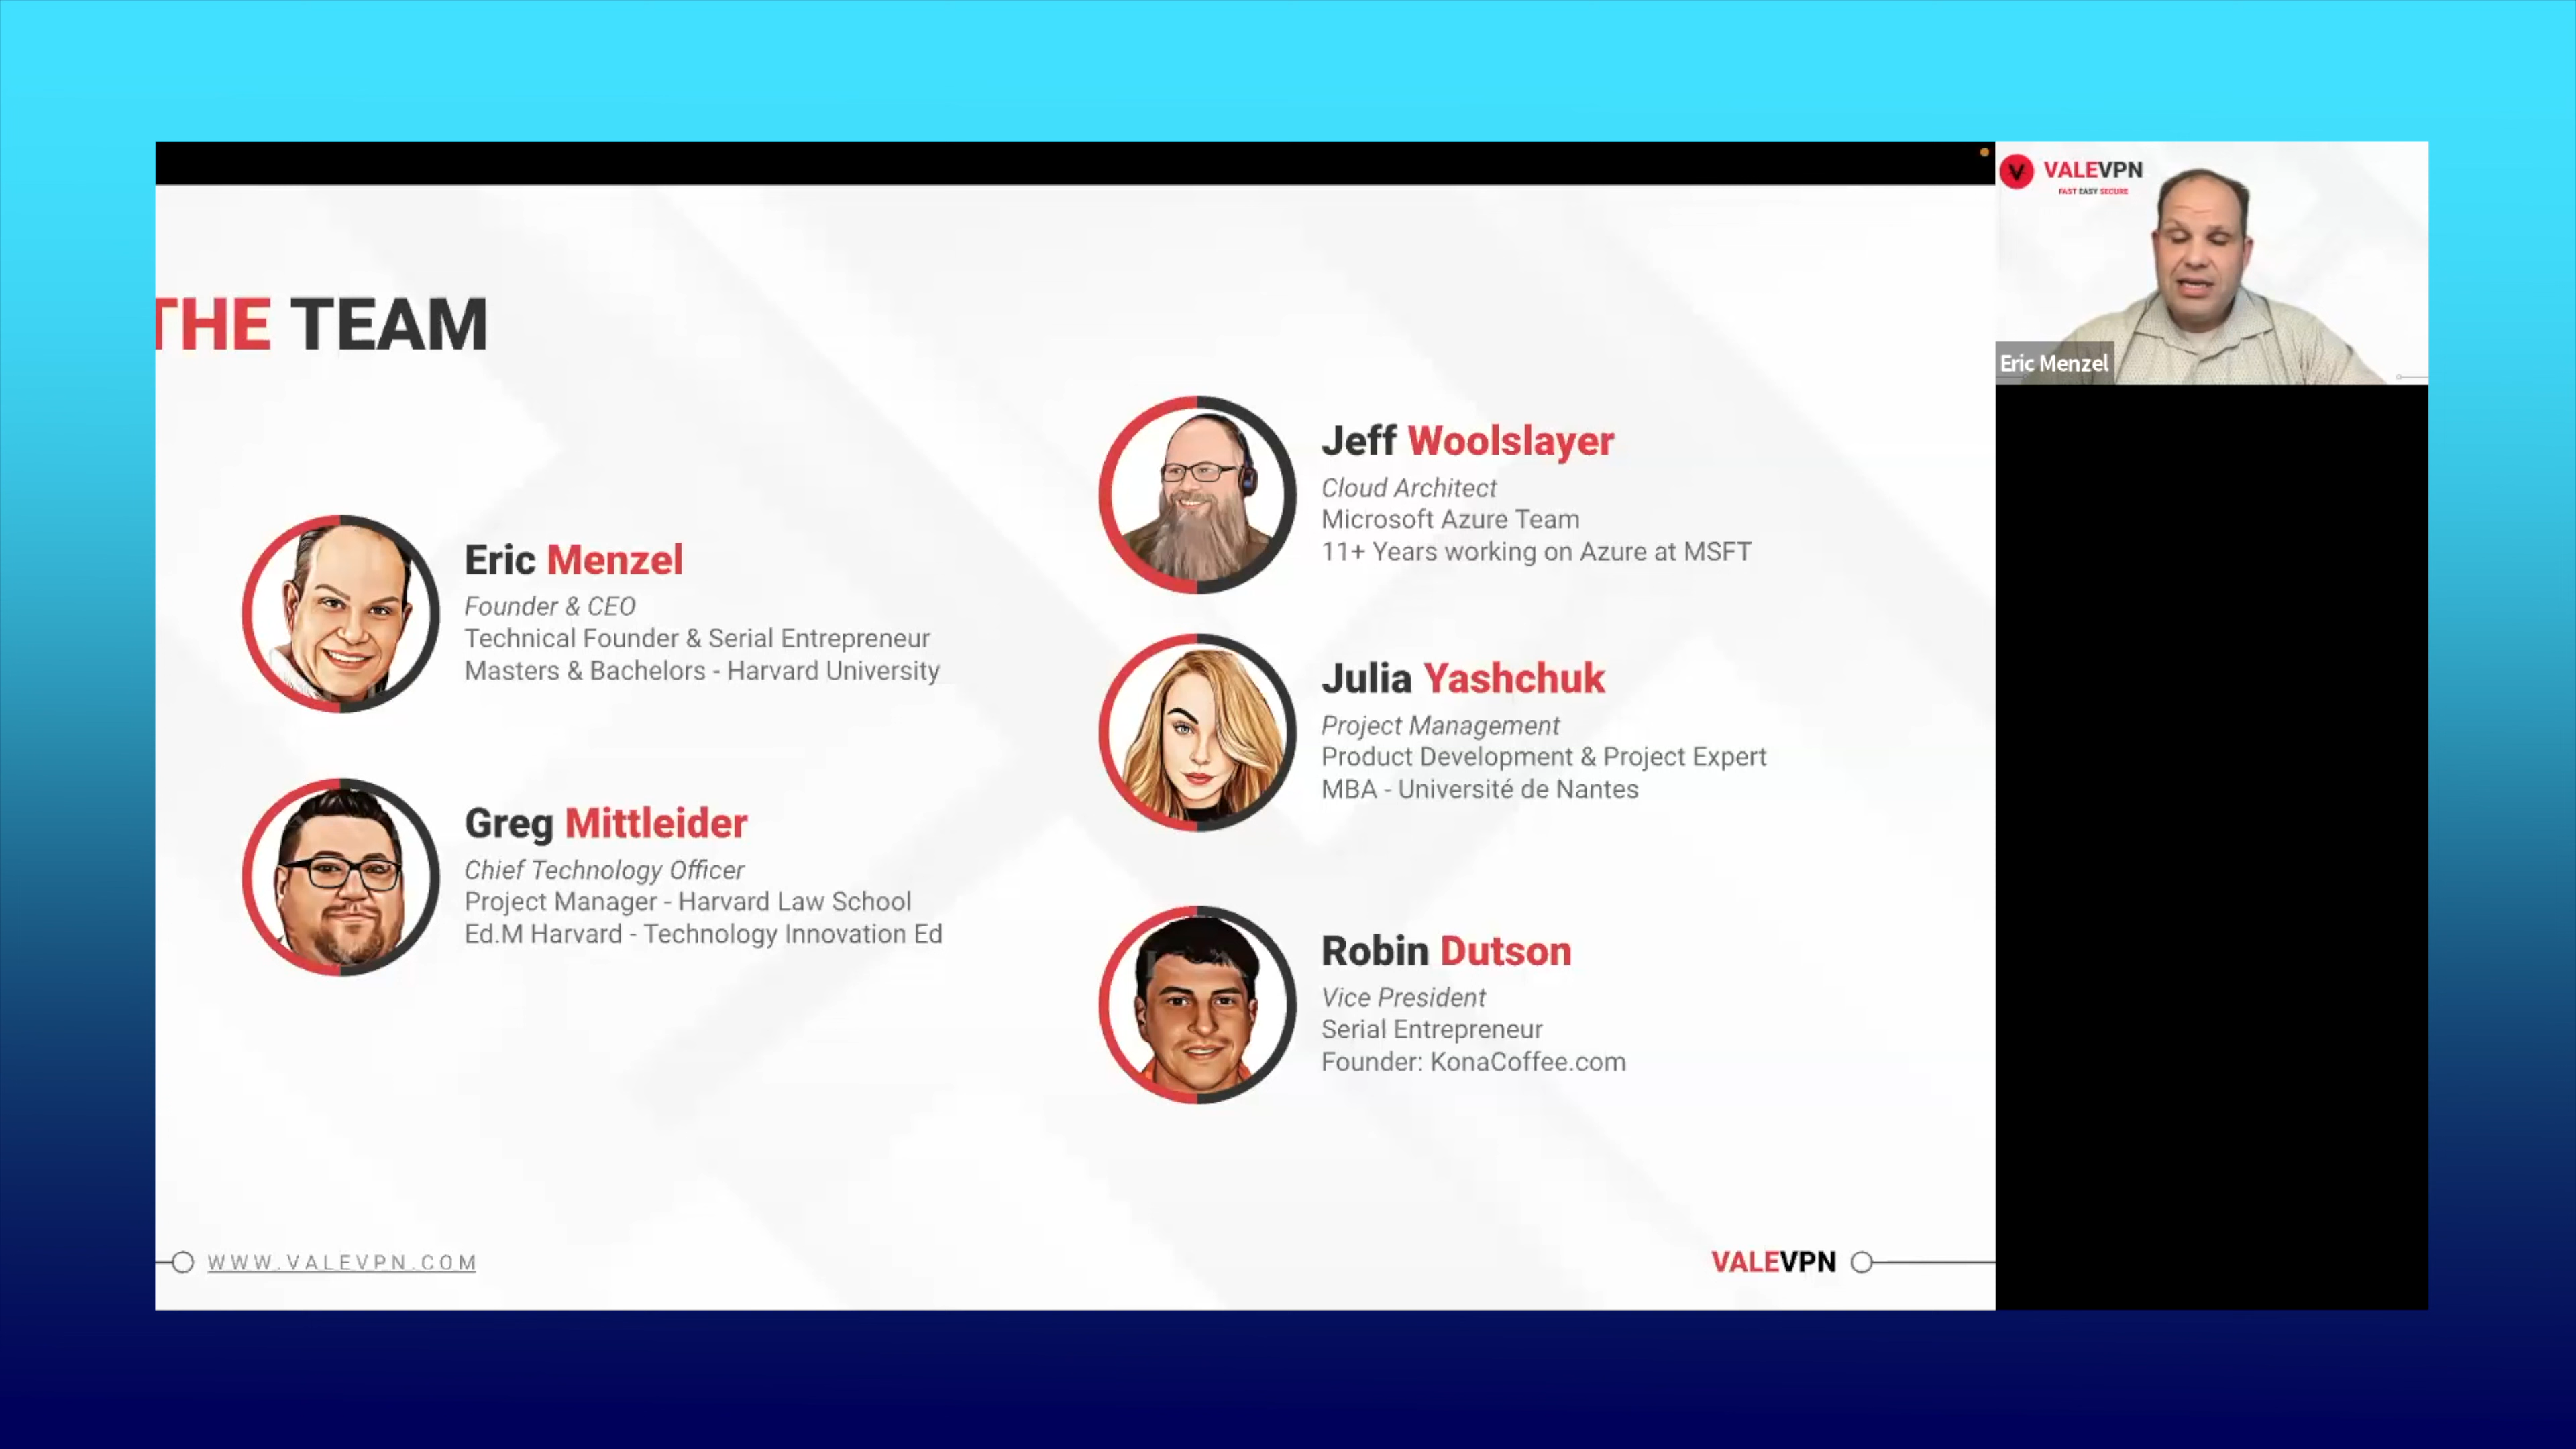 THE TEAM
Eric Menzel
Founder & CEO
Technical Founder & Serial Entrepreneur
Masters & Bachelors - Harvard University
Greg Mittleider
Chief Technology Officer
Project Manager - Harvard Law School
Ed.M Harvard - Technology Innovation Ed
Jeff Woolslayer
Cloud Architect
Microsoft Azure Team
11+ Years working on Azure at MSFT
Julia Yashchuk
Project Management
Product Development & Project Expert
MBA - Université de Nantes
Robin Dutson
Vice President
Serial Entrepreneur
Founder: KonaCoffee.com
WWW.VALEVPN.COM
VALEVPN
V VALEVPN
FAST EASY SECURE
Eric Menzel